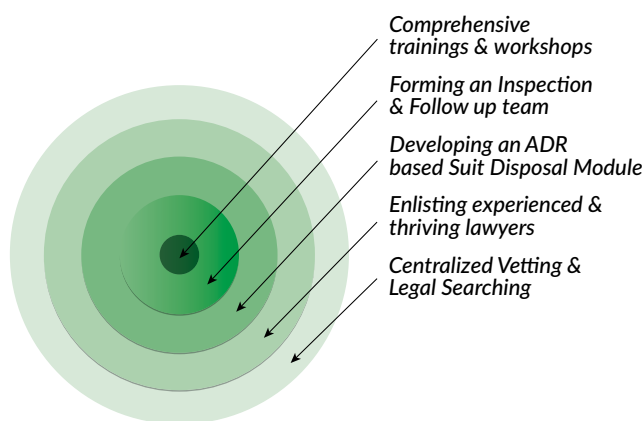 Comprehensive
trainings & workshops
Forming an Inspection
& Follow up team
Developing an ADR
based Suit Disposal Module
Enlisting experienced &
thriving lawyers
Centralized Vetting &
Legal Searching